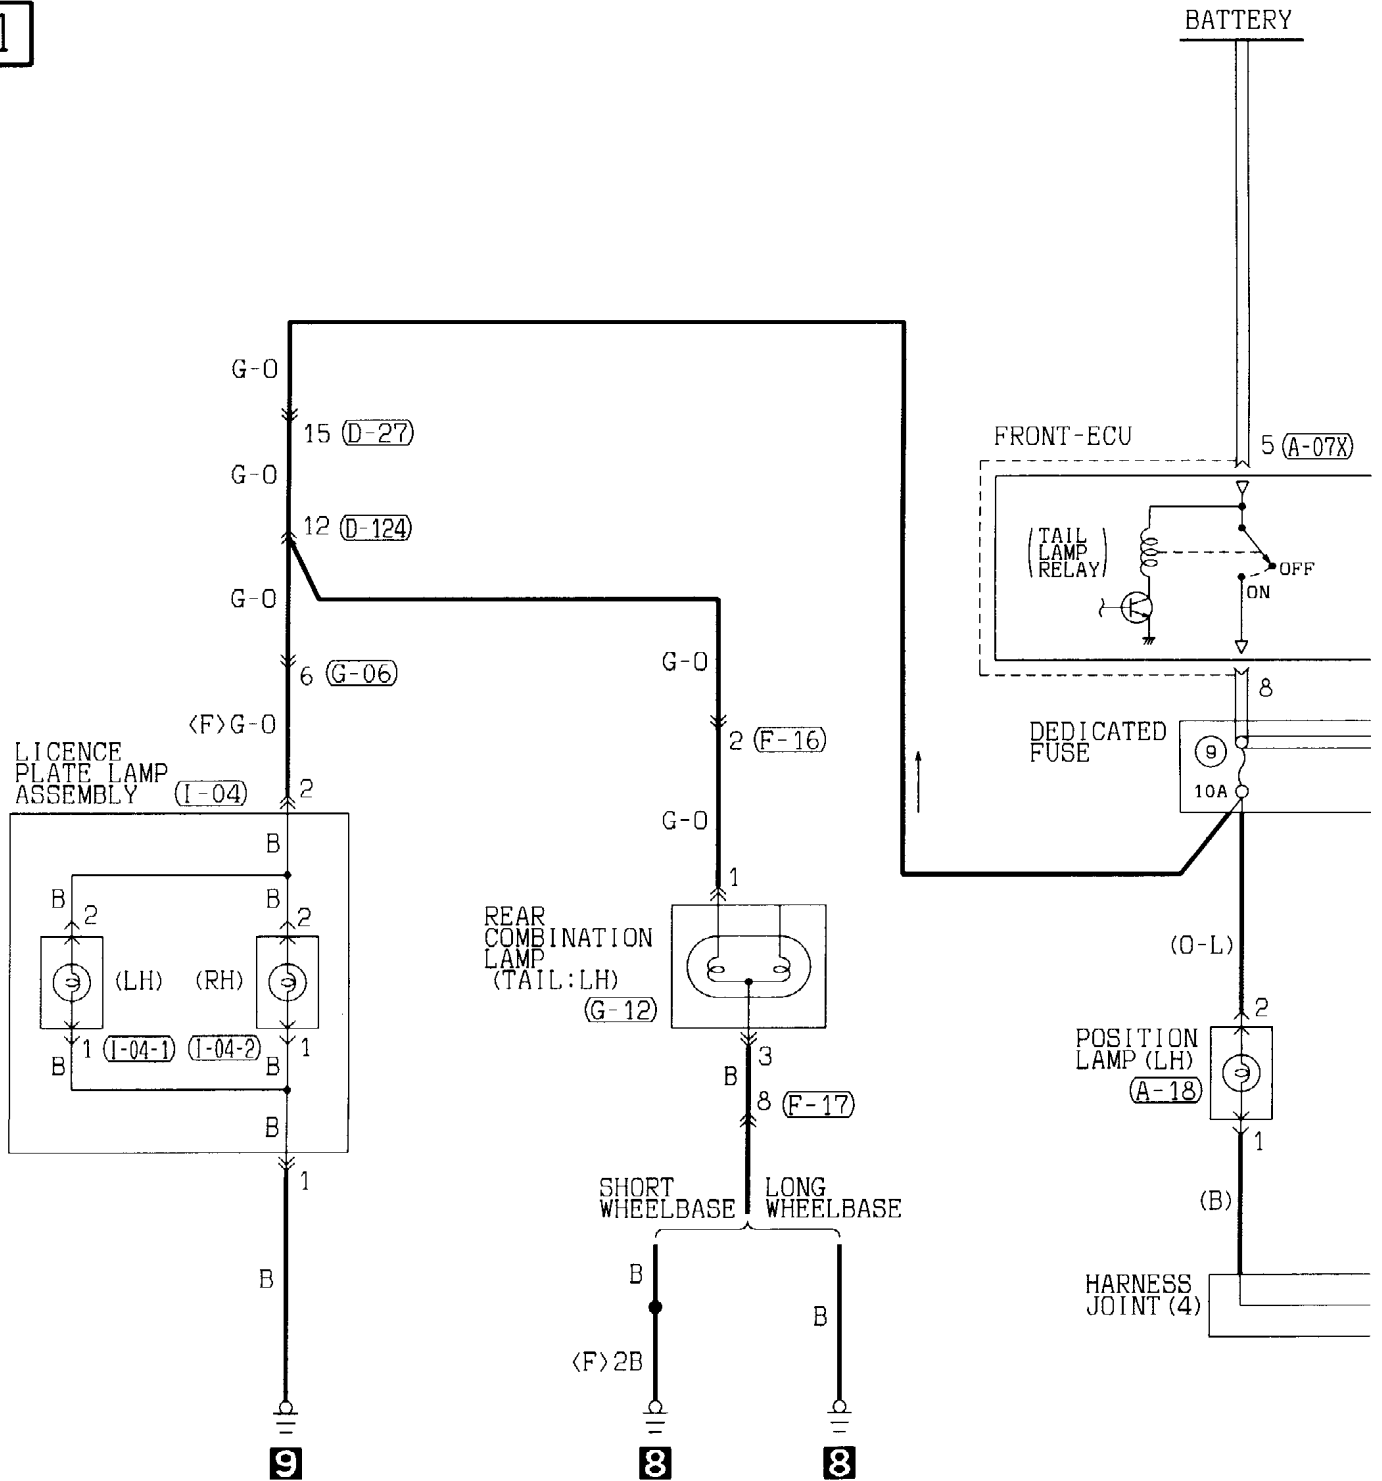 1
BATTERY
G-O
15 (D-27)
G-O
12 (D-124)
FRONT-ECU
5 (A-07X)
(TAIL
LAMP
RELAY)
OFF
ON
G-O
6 (G-06)
G-O
8
<F>G-O
2 (F-16)
DEDICATED
FUSE
9
10A
LICENCE
PLATE LAMP
ASSEMBLY
(I-04)
2
G-O
B
1
B
2
B
2
(LH)
(RH)
REAR
COMBINATION
LAMP
(TAIL:LH)
(G-12)
(O-L)
2
1 (I-04-1)
(I-04-2) 1
B
B
3
B
8 (F-17)
POSITION
LAMP (LH)
(A-18)
1
B
1
SHORT
WHEELBASE
LONG
WHEELBASE
(B)
B
B
B
HARNESS
JOINT (4)
<F>2B
9
8
8